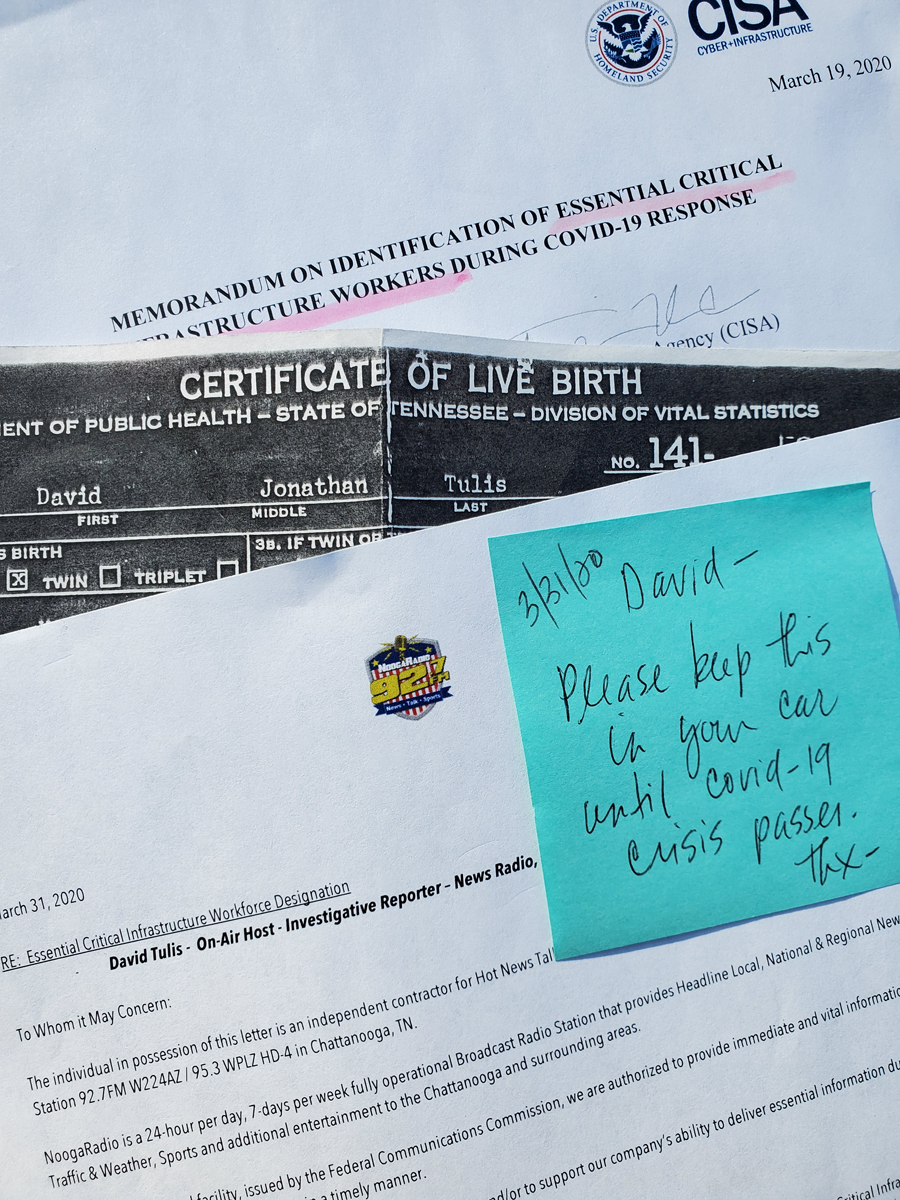 U.S. DEPARTMENT OF
HOMELAND SECURITY
CISA
CYBER+INFRASTRUCTURE
March 19, 2020
MEMORANDUM ON IDENTIFICATION OF ESSENTIAL CRITICAL
INFRASTRUCTURE WORKERS DURING COVID-19 RESPONSE
Agency (CISA)
CERTIFICATE OF LIVE BIRTH
ENT OF PUBLIC HEALTH – STATE OF TENNESSEE – DIVISION OF VITAL STATISTICS
NO. 141-
David Jonathan Tulis
FIRST MIDDLE LAST
S BIRTH 3B. IF TWIN OR
X TWIN TRIPLET
3/31/20 David –
Please keep this
in your car
until covid-19
crisis passes.
thx –
NOOGARADIO
92.7 FM
News • Talk • Sports
March 31, 2020
RE: Essential Critical Infrastructure Workforce Designation
David Tulis - On-Air Host - Investigative Reporter – News Radio,
To Whom it May Concern:
The individual in possession of this letter is an independent contractor for Hot News Tal
Station 92.7FM W224AZ / 95.3 WPLZ HD-4 in Chattanooga, TN.
NoogaRadio is a 24-hour per day, 7-days per week fully operational Broadcast Radio Station that provides Headline Local, National & Regional New
Traffic & Weather, Sports and additional entertainment to the Chattanooga and surrounding areas.
facility, issued by the Federal Communications Commission, we are authorized to provide immediate and vital informatio
in a timely manner.
and/or to support our company's ability to deliver essential information du
Critical Infra